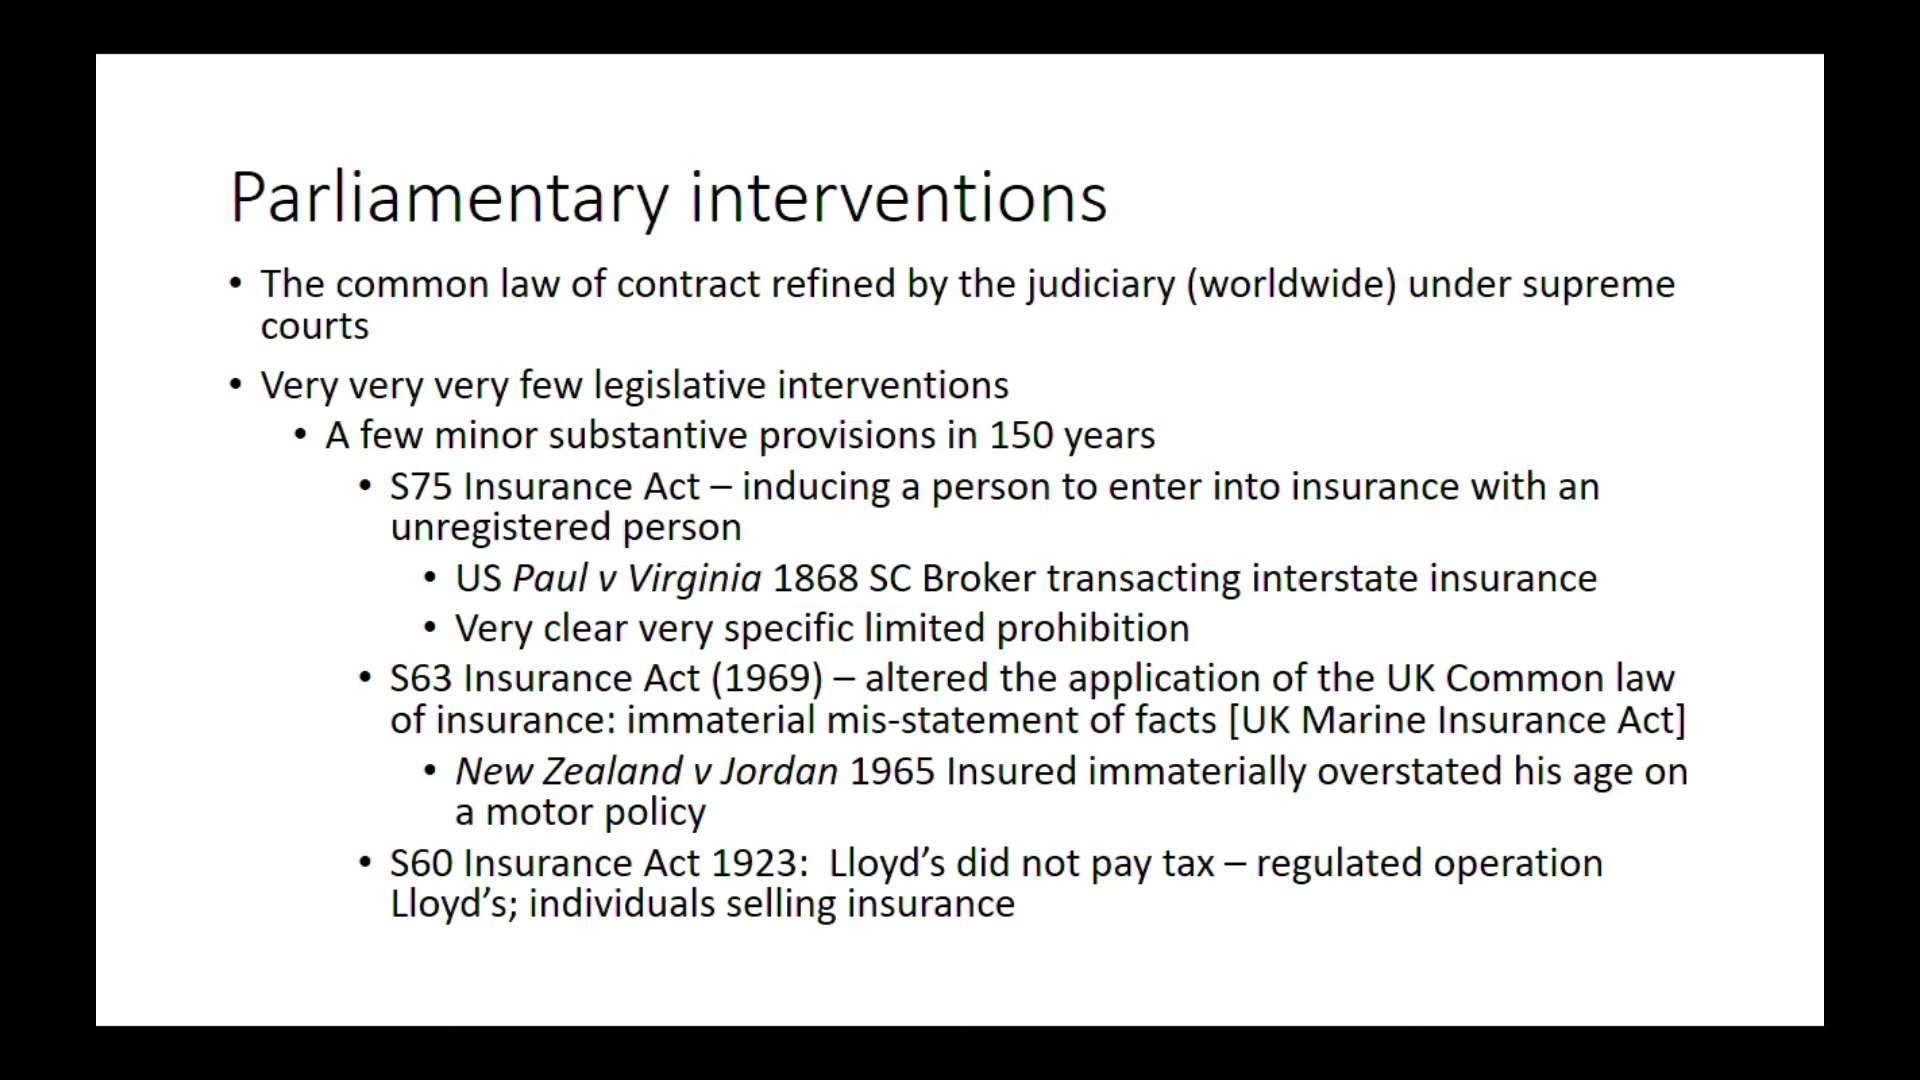 Parliamentary interventions
• The common law of contract refined by the judiciary (worldwide) under supreme
courts
• Very very very few legislative interventions
• A few minor substantive provisions in 150 years
• S75 Insurance Act – inducing a person to enter into insurance with an
unregistered person
• US Paul v Virginia 1868 SC Broker transacting interstate insurance
• Very clear very specific limited prohibition
• S63 Insurance Act (1969) – altered the application of the UK Common law
of insurance: immaterial mis-statement of facts [UK Marine Insurance Act]
• New Zealand v Jordan 1965 Insured immaterially overstated his age on
a motor policy
• S60 Insurance Act 1923:  Lloyd’s did not pay tax – regulated operation
Lloyd’s; individuals selling insurance